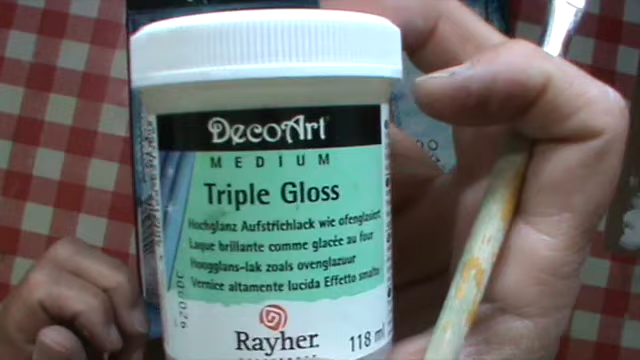 DecoArt
MEDIUM
Triple Gloss
Hochglanz Aufstrichlack wie ofenglasiert
Laque brillante comme glacée au four
Hoogglans-lak zoals ovenglazuur
Vernice altamente lucida Effetto smalto
Rayher
118 ml